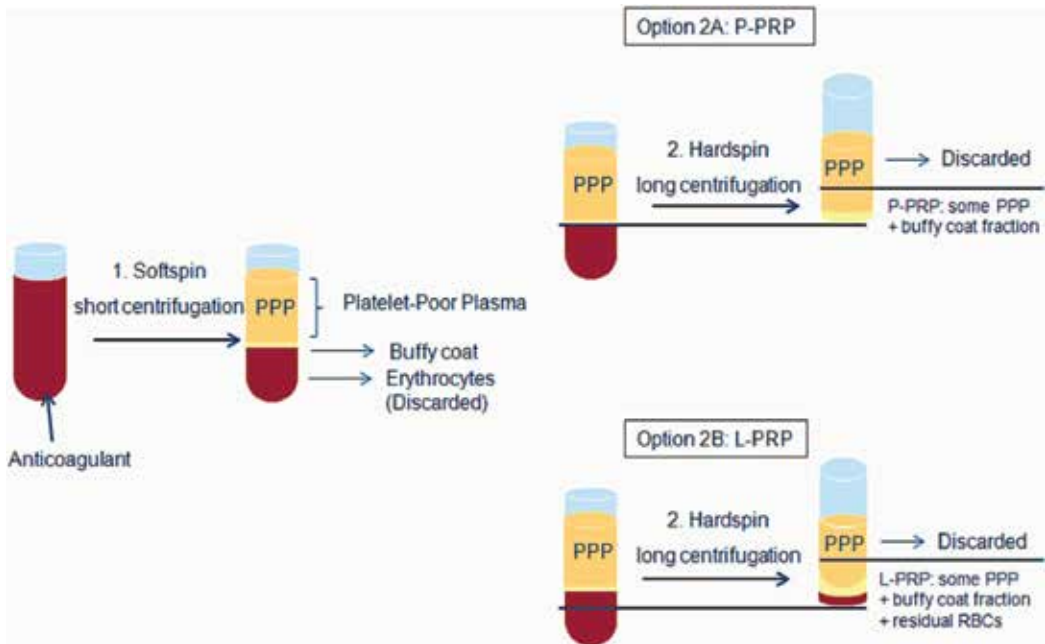 1. Softspin
short centrifugation
PPP
Platelet-Poor Plasma
Buffy coat
Erythrocytes
(Discarded)
Anticoagulant
Option 2A: P-PRP
PPP
2. Hardspin
long centrifugation
PPP
Discarded
P-PRP: some PPP
+ buffy coat fraction
Option 2B: L-PRP
PPP
2. Hardspin
long centrifugation
PPP
Discarded
L-PRP: some PPP
+ buffy coat fraction
+ residual RBCs